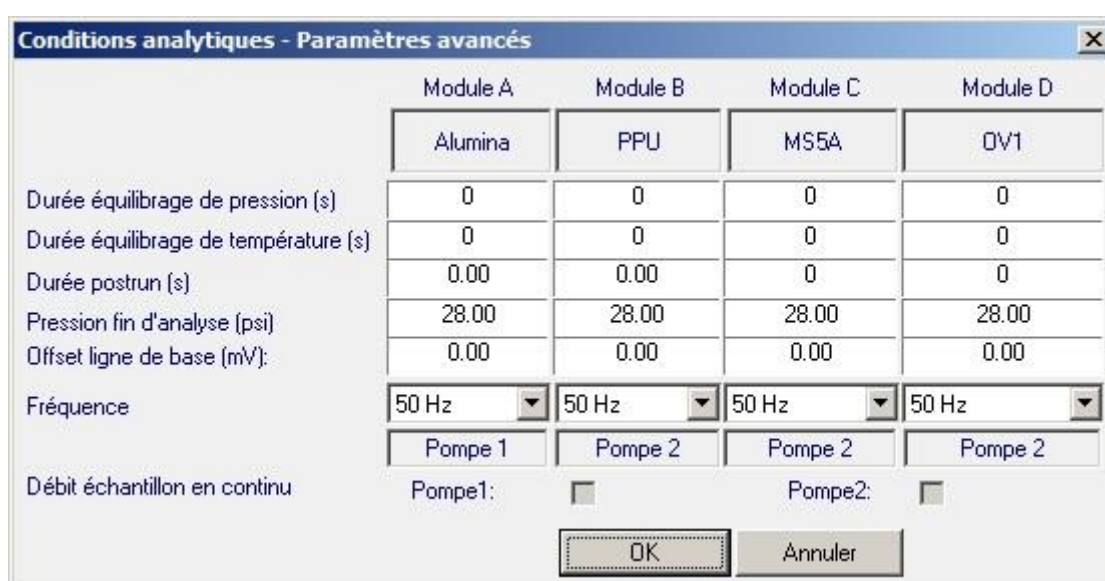 Conditions analytiques - Paramètres avancés
Module A Module B Module C Module D
Alumina PPU MS5A OV1
Durée équilibrage de pression (s) 0 0 0 0
Durée équilibrage de température (s) 0 0 0 0
Durée postrun (s) 0.00 0.00 0 0
Pression fin d'analyse (psi) 28.00 28.00 28.00 28.00
Offset ligne de base (mV): 0.00 0.00 0.00 0.00
Fréquence 50 Hz 50 Hz 50 Hz 50 Hz
Pompe 1 Pompe 2 Pompe 2 Pompe 2
Débit échantillon en continu Pompe1: Pompe2:
OK Annuler